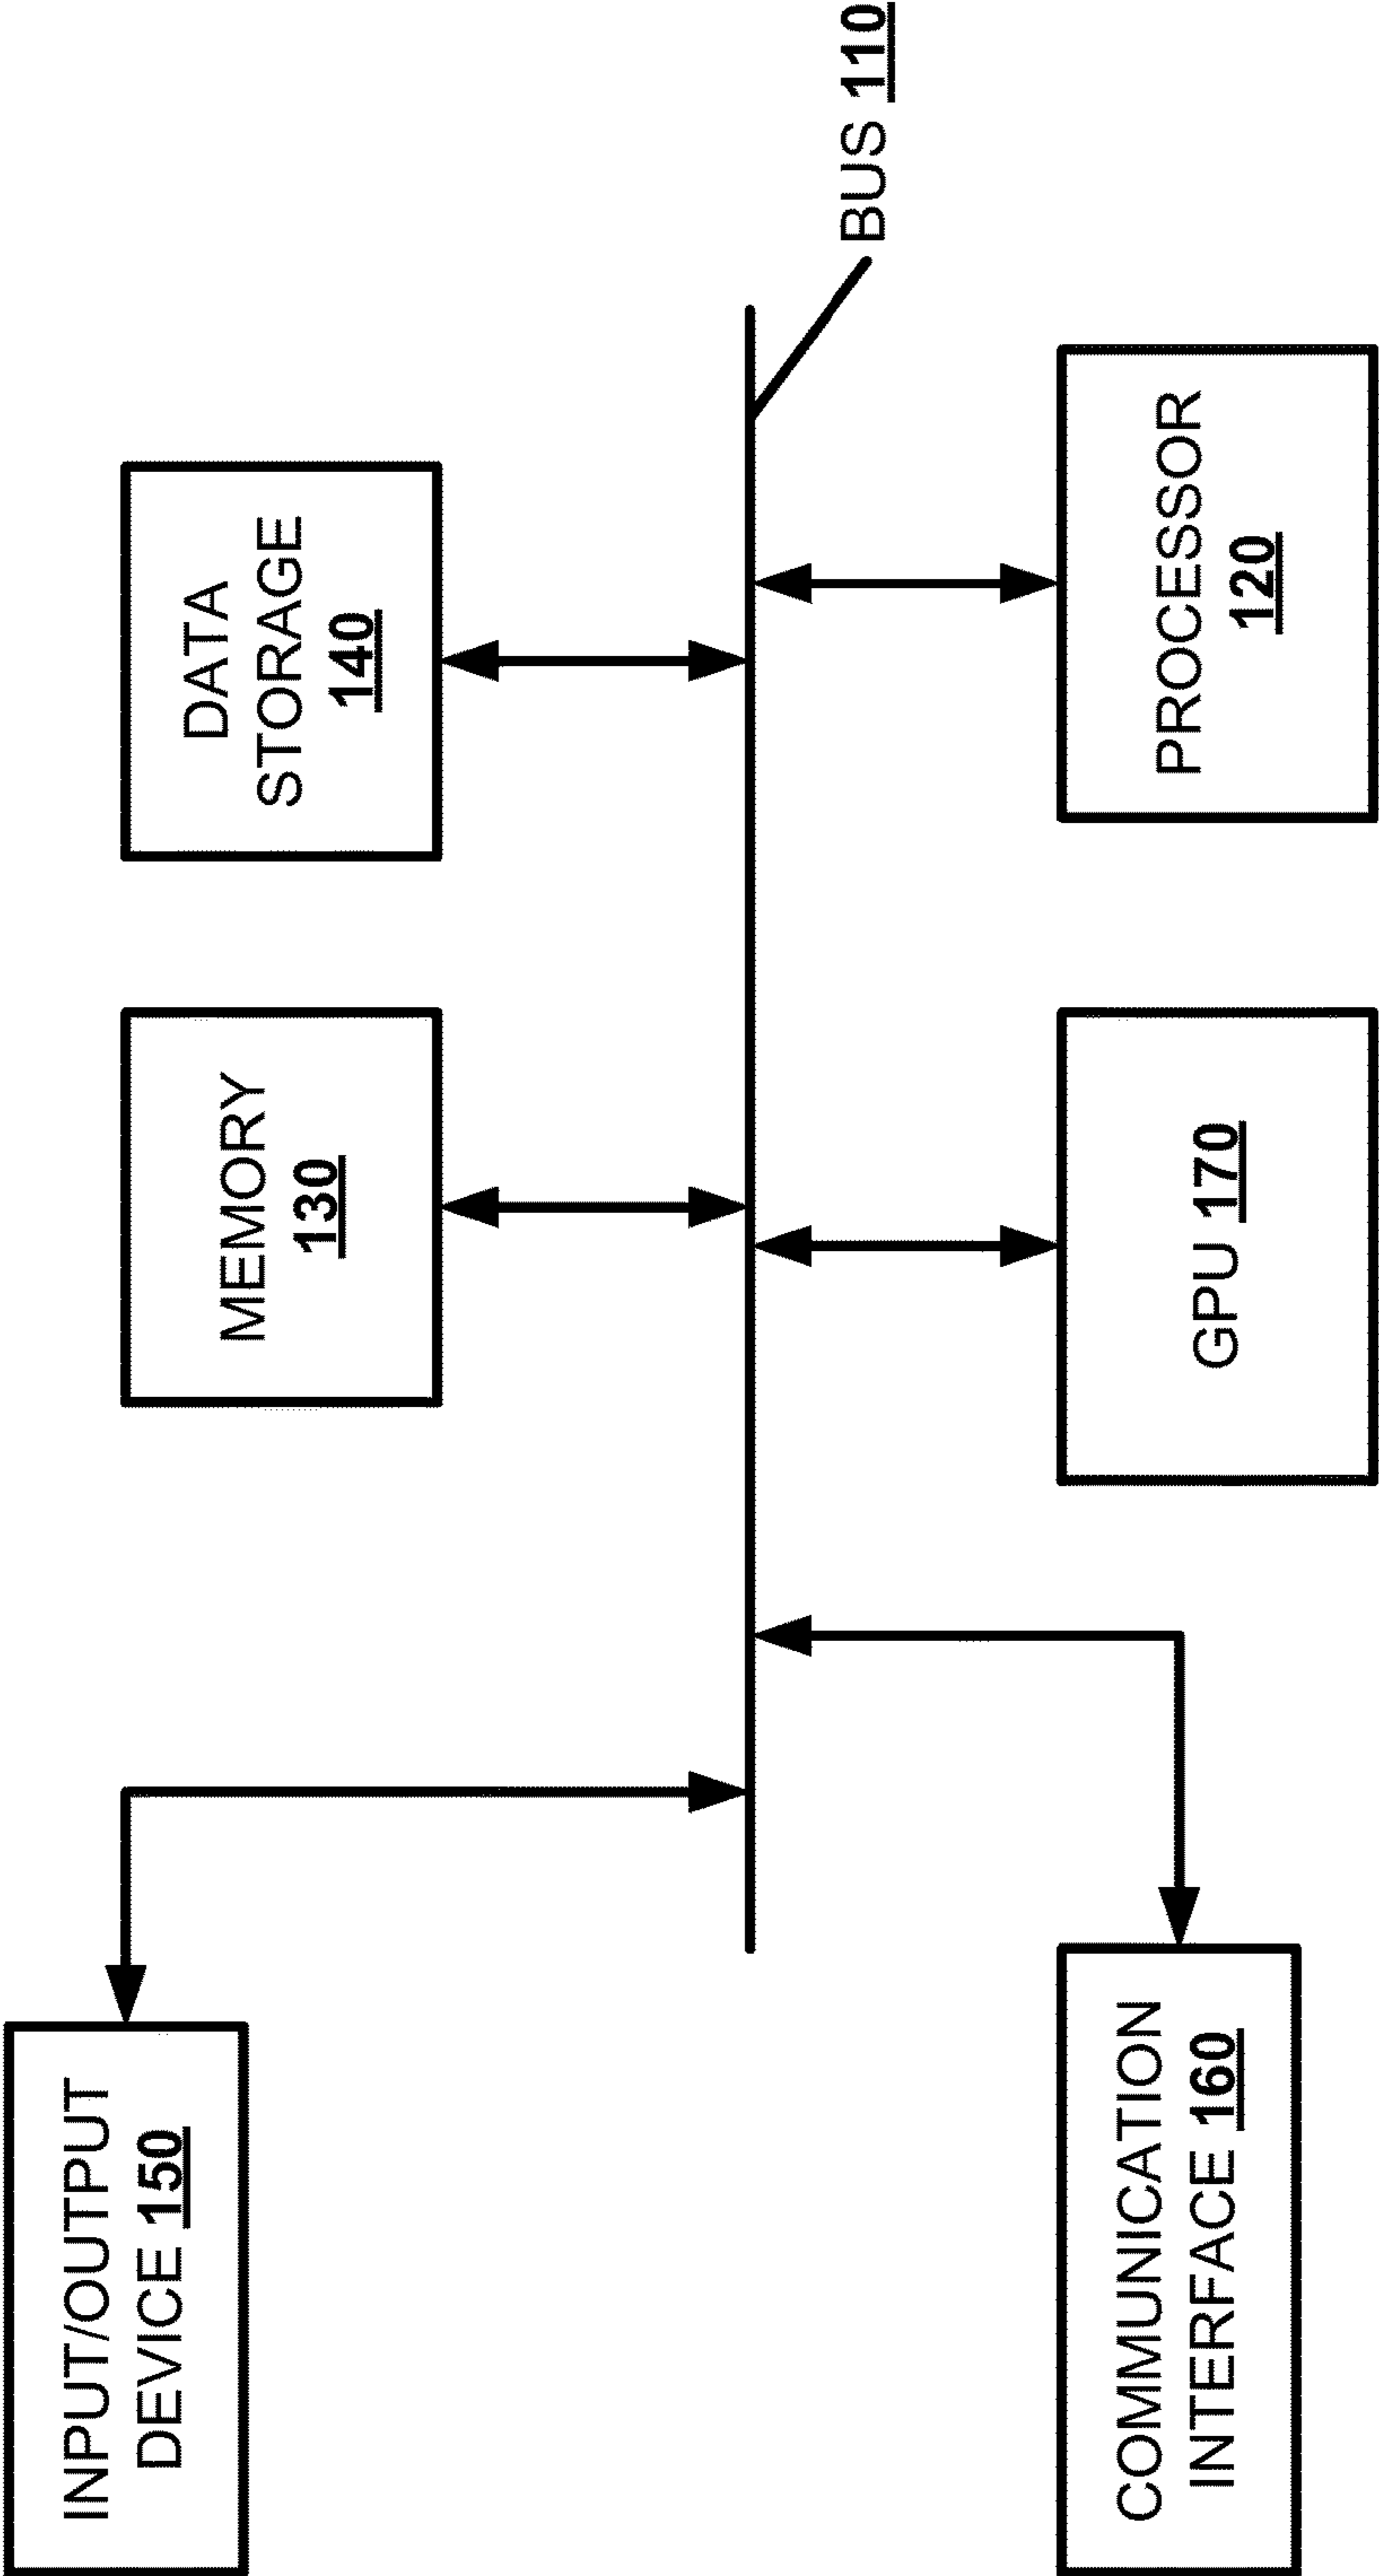 INPUT/OUTPUT
DEVICE 150
MEMORY
130
DATA
STORAGE
140
BUS 110
COMMUNICATION
INTERFACE 160
GPU 170
PROCESSOR
120